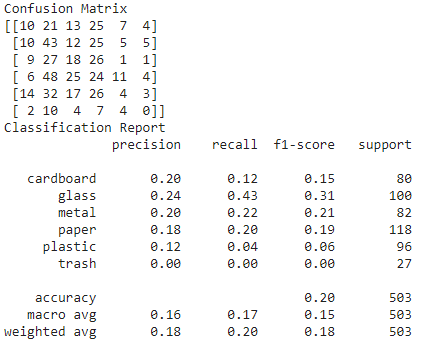 Confusion Matrix
[[10 21 13 25  7  4]
 [10 43 12 25  5  5]
 [ 9 27 18 26  1  1]
 [ 6 48 25 24 11  4]
 [14 32 17 26  4  3]
 [ 2 10  4  7  4  0]]
Classification Report
              precision    recall  f1-score   support

   cardboard       0.20      0.12      0.15        80
       glass       0.24      0.43      0.31       100
       metal       0.20      0.22      0.21        82
       paper       0.18      0.20      0.19       118
     plastic       0.12      0.04      0.06        96
       trash       0.00      0.00      0.00        27

    accuracy                           0.20       503
   macro avg       0.16      0.17      0.15       503
weighted avg       0.18      0.20      0.18       503